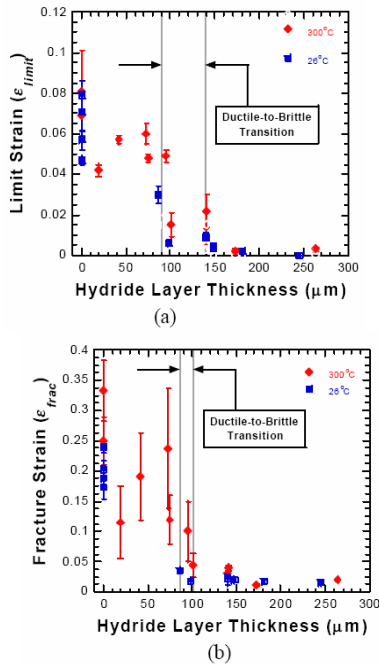 0.12
0.1
0.08
0.06
0.04
0.02
0
Limit Strain (ε limit)
300°C
26°C
Ductile-to-Brittle
Transition
0 50 100 150 200 250 300
Hydride Layer Thickness (μm)
(a)
0.4
0.35
0.3
0.25
0.2
0.15
0.1
0.05
0
Fracture Strain (ε frac)
300°C
26°C
Ductile-to-Brittle
Transition
0 50 100 150 200 250 300
Hydride Layer Thickness (μm)
(b)